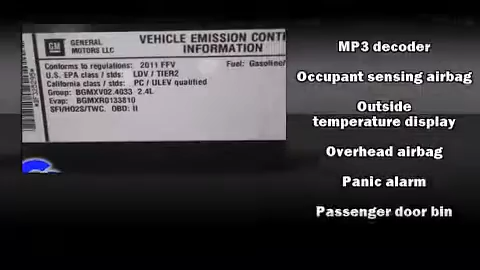 GM
GENERAL
MOTORS LLC
VEHICLE EMISSION CONT
INFORMATION
Conforms to regulations: 2011 FFV
Fuel: Gasoline/
U.S. EPA class / stds: LDV / TIER2
California class / stds: PC / ULEV qualified
Group: BGMXV02.4033 2.4L
Evap: BGMXR0133810
SFI/HO2S/TWC. OBD: II
MP3 decoder
Occupant sensing airbag
Outside
temperature display
Overhead airbag
Panic alarm
Passenger door bin